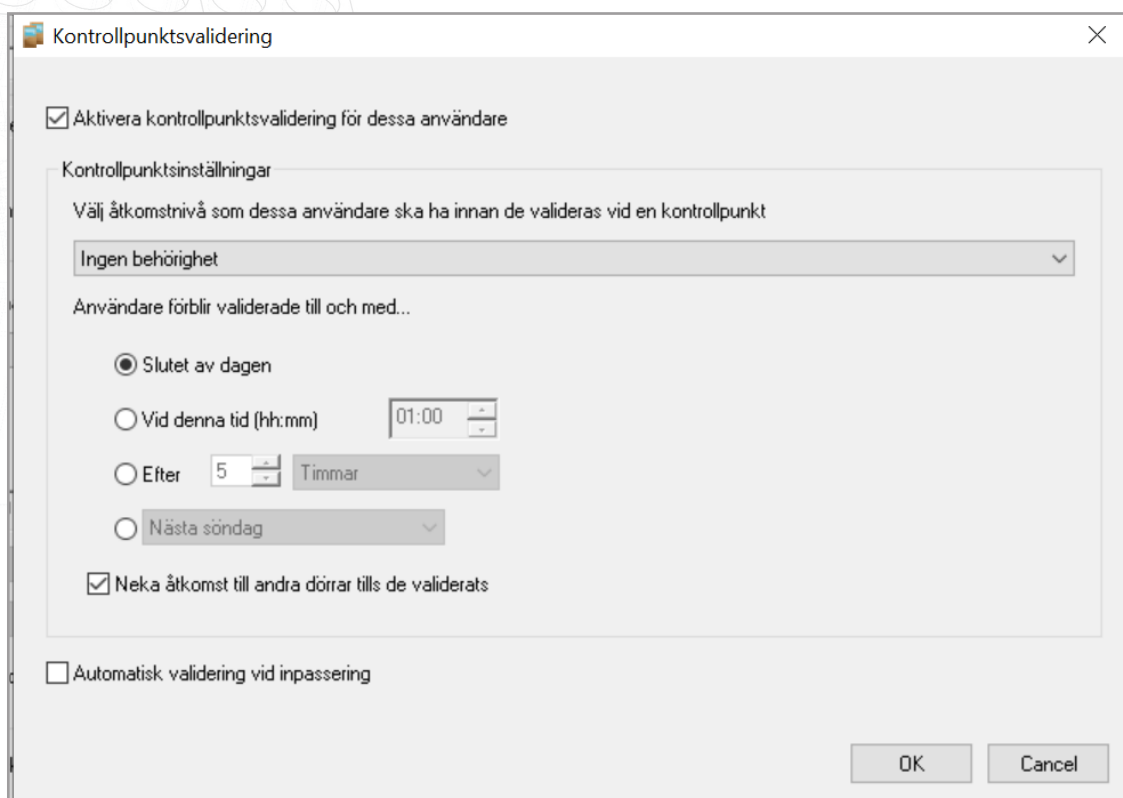 Kontrollpunktsvalidering
Aktivera kontrollpunktsvalidering för dessa användare
Kontrollpunktsinställningar
Välj åtkomstnivå som dessa användare ska ha innan de valideras vid en kontrollpunkt
Ingen behörighet
Användare förblir validerade till och med...
Slutet av dagen
Vid denna tid (hh:mm) 01:00
Efter 5 Timmar
Nästa söndag
Neka åtkomst till andra dörrar tills de validerats
Automatisk validering vid inpassering
OK Cancel